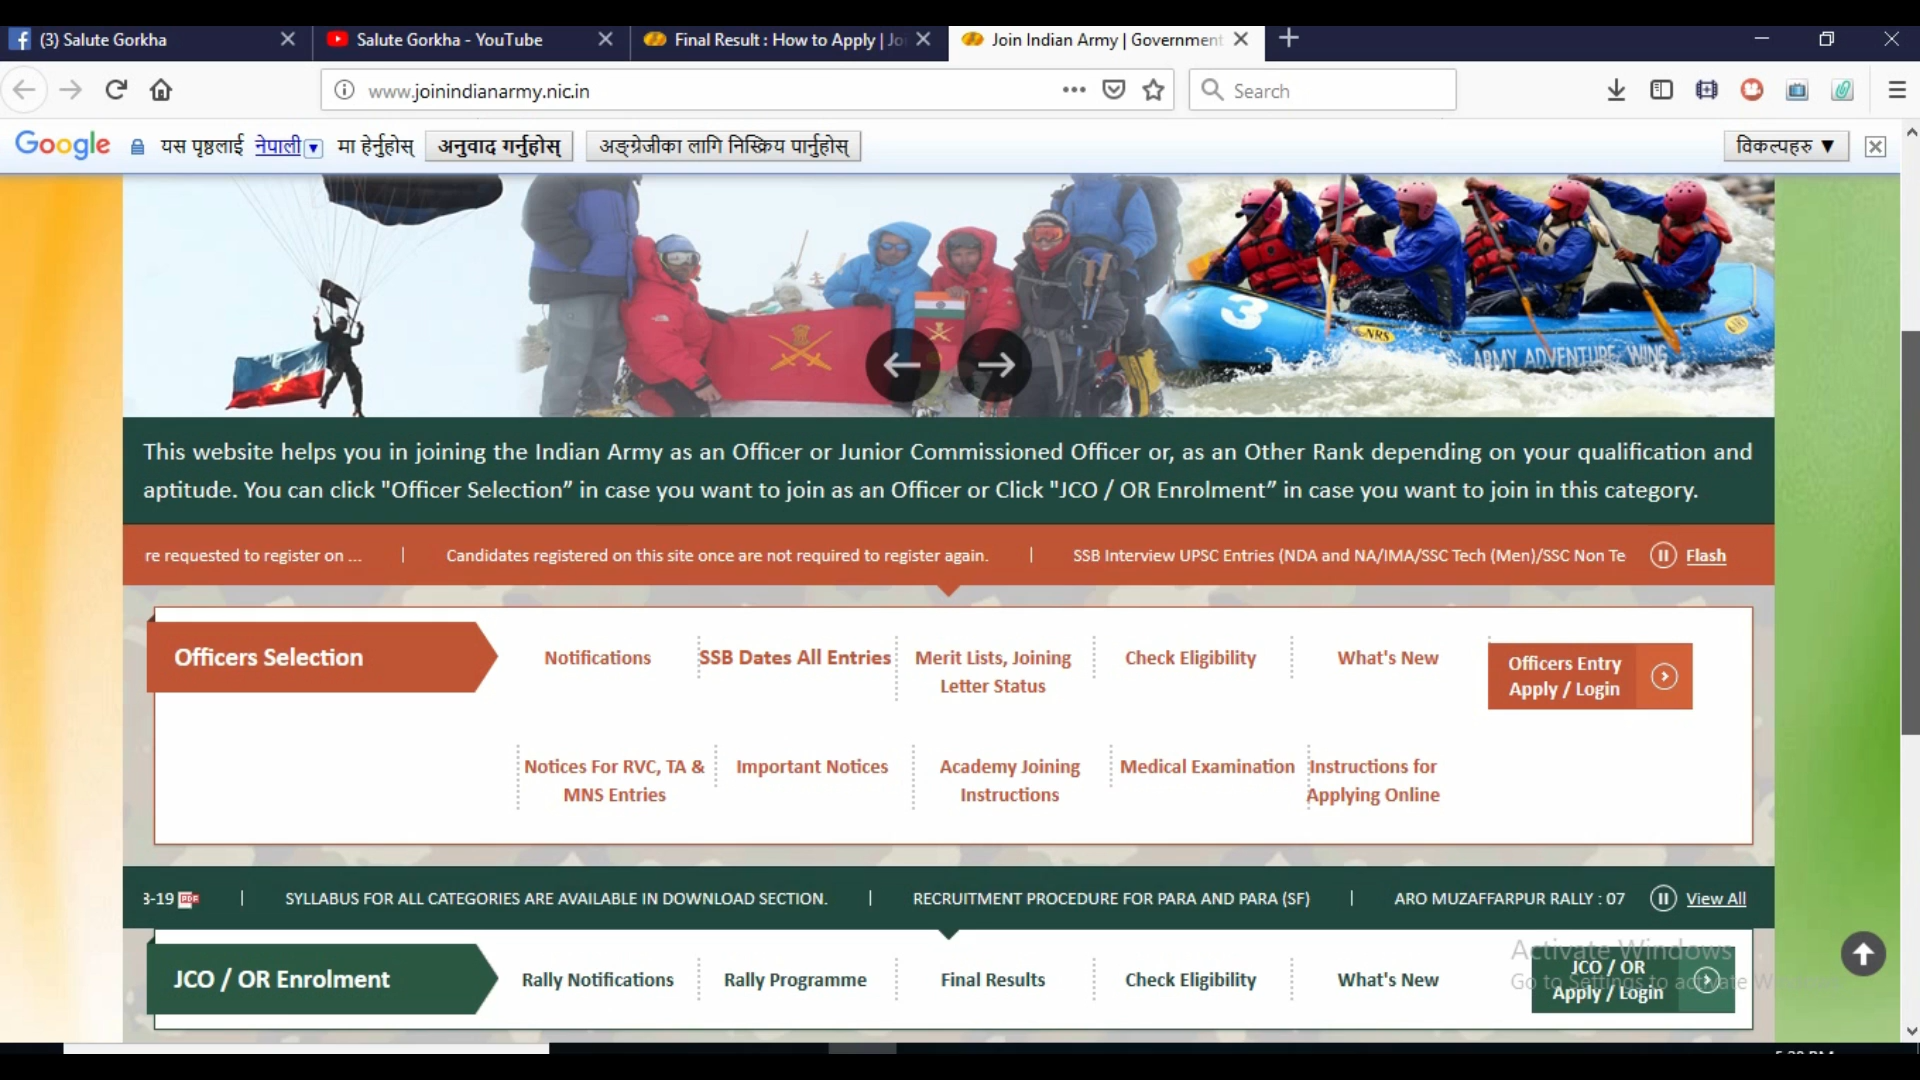 (3) Salute Gorkha
Salute Gorkha - YouTube
Final Result : How to Apply | Jo
Join Indian Army | Government
www.joinindianarmy.nic.in
Search
Google यस पृष्ठलाई नेपाली ▼ मा हेर्नुहोस् अनुवाद गर्नुहोस् अङ्ग्रेजीका लागि निस्क्रिय पार्नुहोस् विकल्पहरु ▼
3
NRS
ARMY ADVENTURE WING
This website helps you in joining the Indian Army as an Officer or Junior Commissioned Officer or, as an Other Rank depending on your qualification and
aptitude. You can click "Officer Selection” in case you want to join as an Officer or Click "JCO / OR Enrolment” in case you want to join in this category.
re requested to register on ... | Candidates registered on this site once are not required to register again. | SSB Interview UPSC Entries (NDA and NA/IMA/SSC Tech (Men)/SSC Non Te Flash
Officers Selection
Notifications
SSB Dates All Entries
Merit Lists, Joining
Letter Status
Check Eligibility
What's New
Officers Entry
Apply / Login
Notices For RVC, TA &
MNS Entries
Important Notices
Academy Joining
Instructions
Medical Examination
Instructions for
Applying Online
3-19 PDF | SYLLABUS FOR ALL CATEGORIES ARE AVAILABLE IN DOWNLOAD SECTION. | RECRUITMENT PROCEDURE FOR PARA AND PARA (SF) | ARO MUZAFFARPUR RALLY : 07 View All
JCO / OR Enrolment
Rally Notifications
Rally Programme
Final Results
Check Eligibility
What's New
JCO / OR
Apply / Login
Activate Windows
Go to Settings to activate W